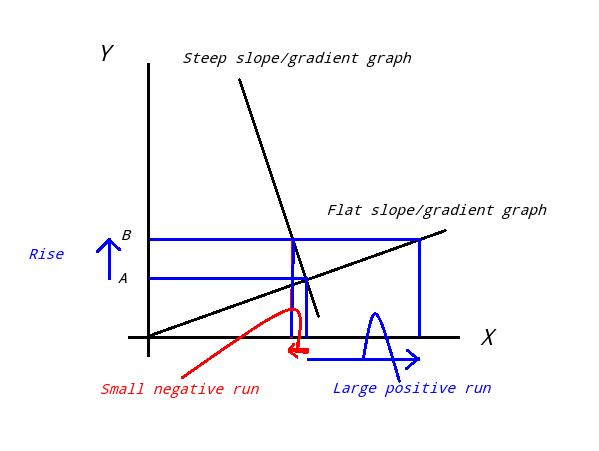 Y
Steep slope/gradient graph
Flat slope/gradient graph
B
Rise
A
X
Small negative run
Large positive run